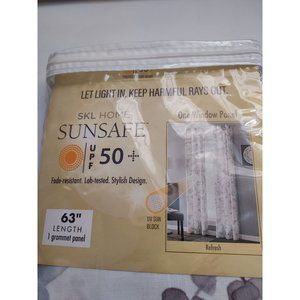 LET LIGHT IN, KEEP HARMFUL RAYS OUT.
SKL HOME
SUNSAFE
UPF 50+
Fade-resistant. Lab-tested. Stylish Design.
63"
LENGTH
1 grommet panel
One Window Panel
UV SUN
BLOCK
Refresh